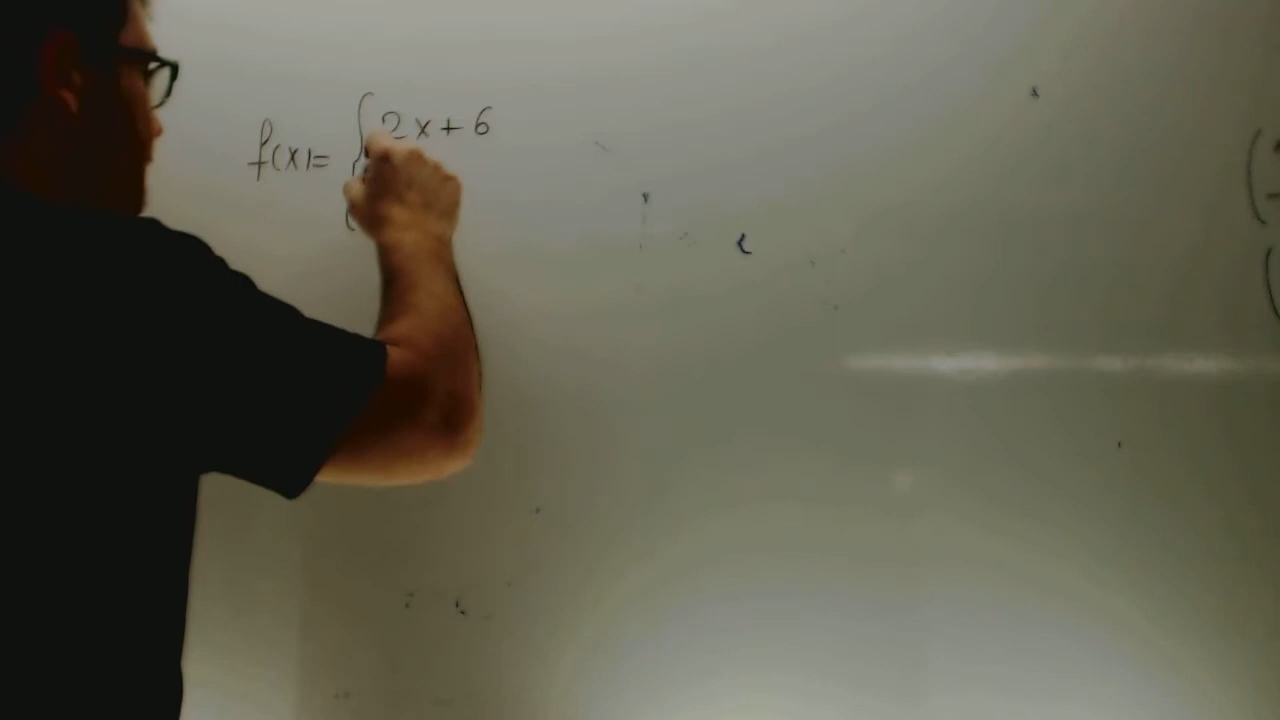 f(x)= { 2x+6